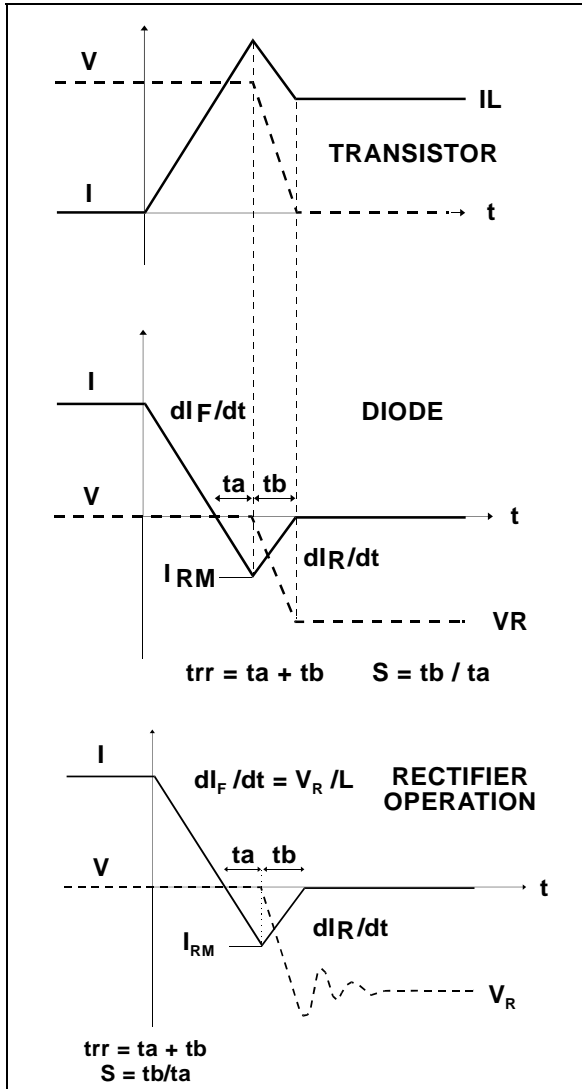 V
IL
TRANSISTOR
I
t
I
dIF/dt
DIODE
ta
tb
V
t
IRM
dIR/dt
VR
trr = ta + tb
S = tb / ta
I
dIF /dt = VR /L
RECTIFIER
OPERATION
ta
tb
V
t
IRM
dIR/dt
VR
trr = ta + tb
S = tb/ta